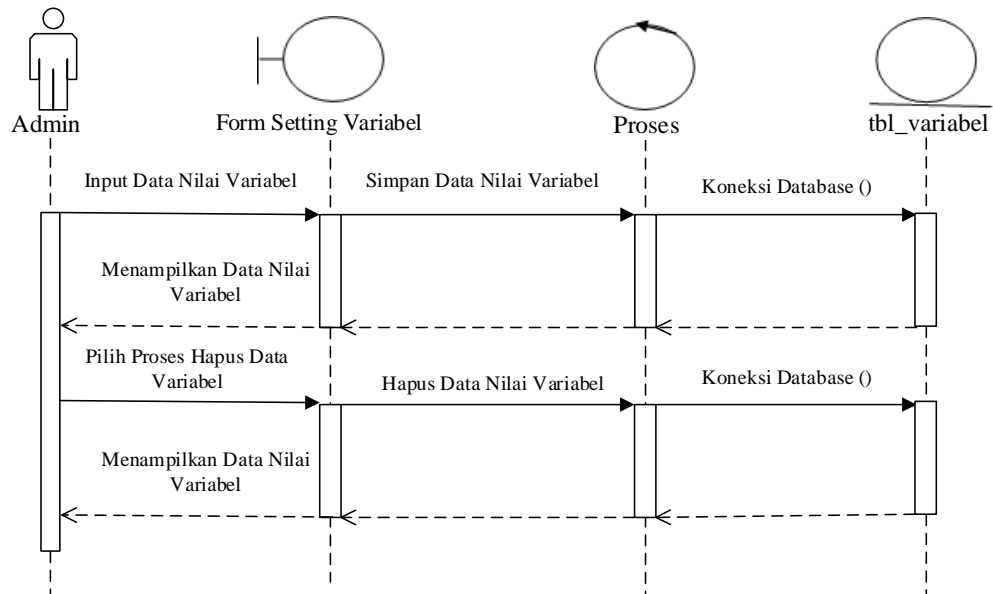 Admin
Form Setting Variabel
Proses
tbl_variabel
Input Data Nilai Variabel
Simpan Data Nilai Variabel
Koneksi Database ()
Menampilkan Data Nilai
Variabel
Pilih Proses Hapus Data
Variabel
Hapus Data Nilai Variabel
Koneksi Database ()
Menampilkan Data Nilai
Variabel